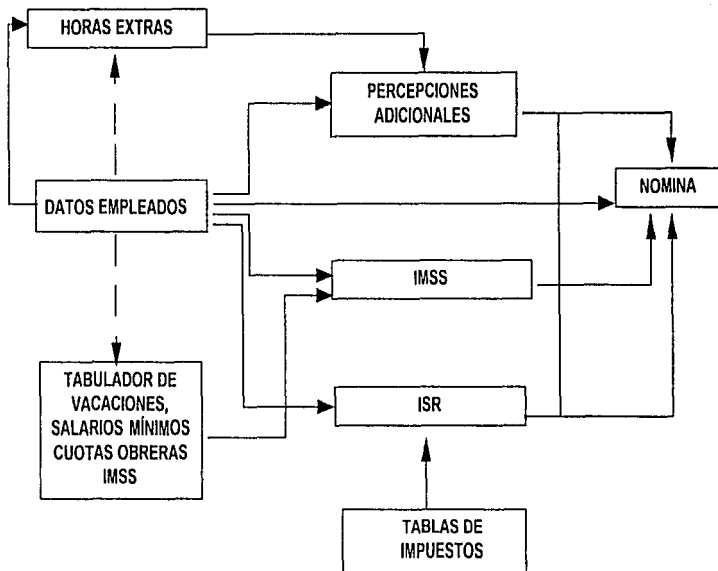 HORAS EXTRAS
PERCEPCIONES
ADICIONALES
NOMINA
DATOS EMPLEADOS
IMSS
TABULADOR DE
VACACIONES,
SALARIOS MÍNIMOS
CUOTAS OBRERAS
IMSS
ISR
TABLAS DE
IMPUESTOS